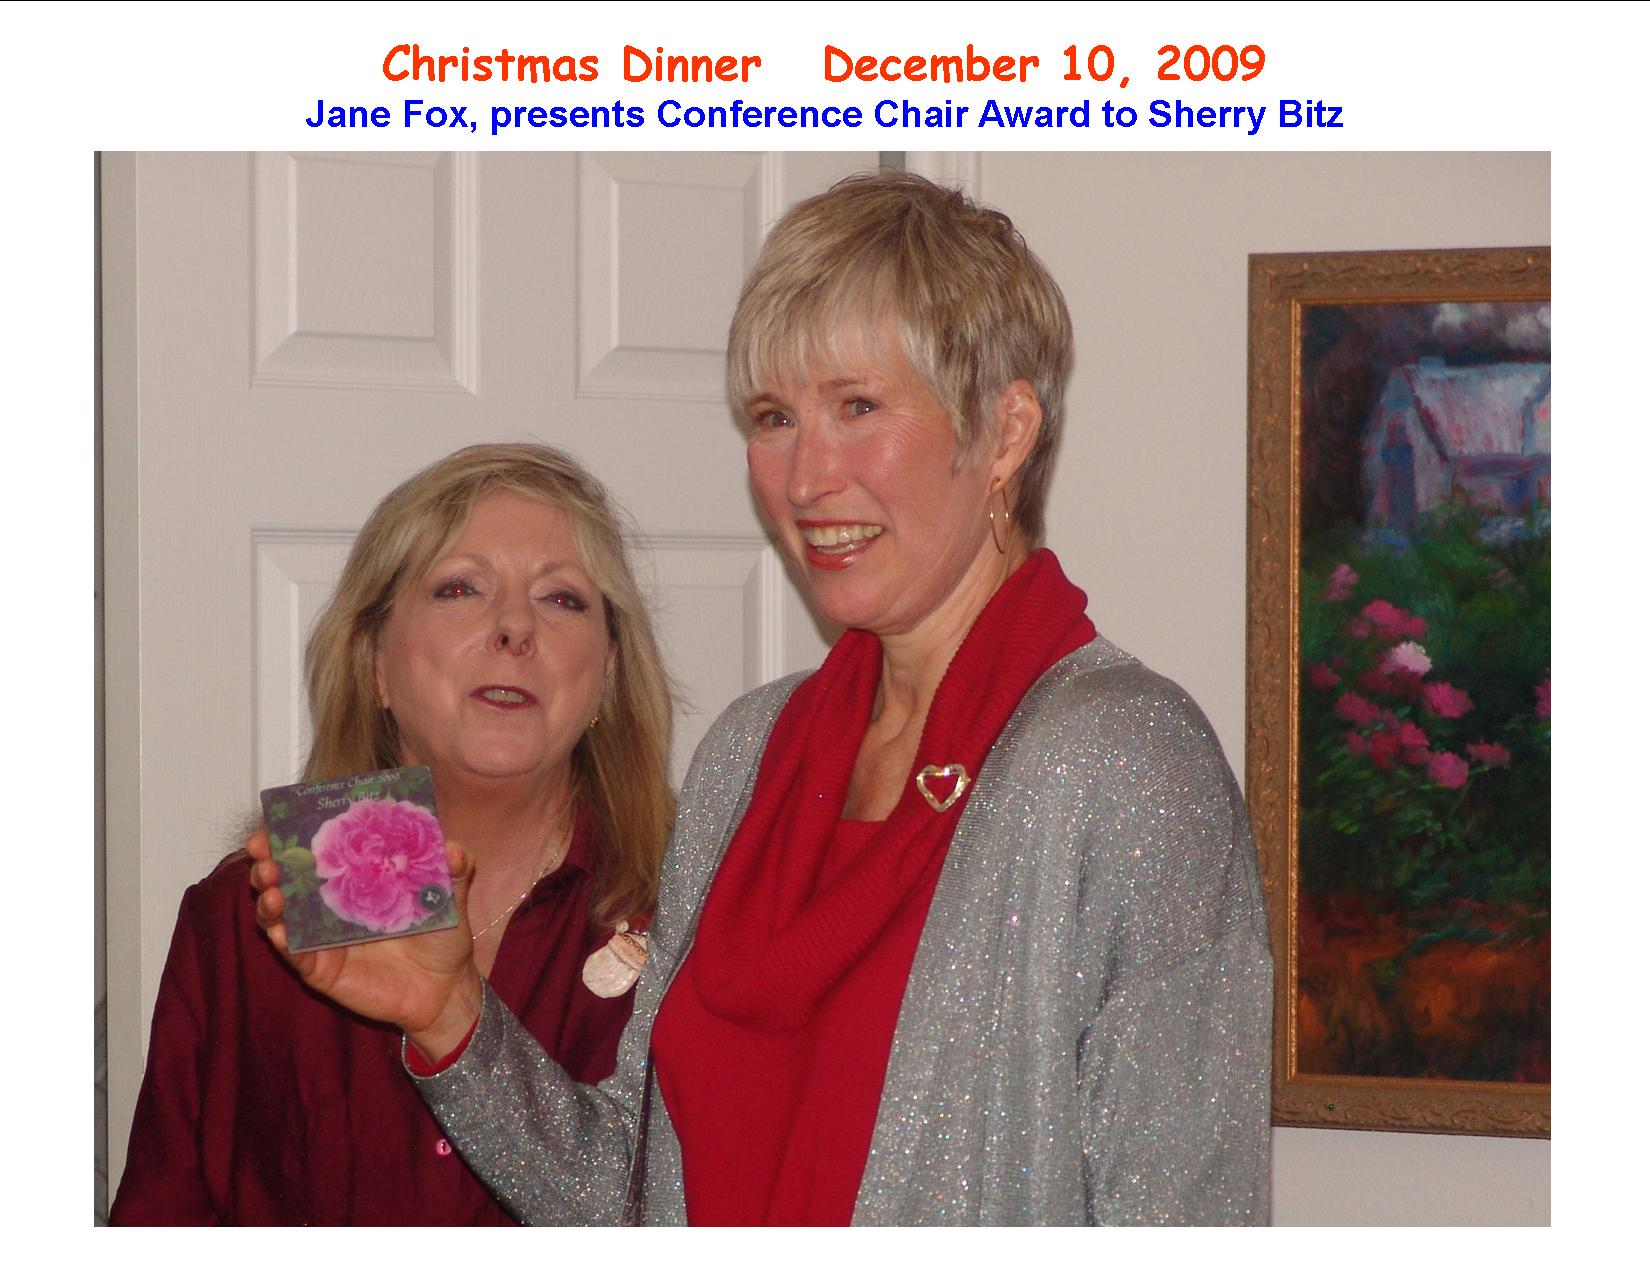 Christmas Dinner December 10, 2009
Jane Fox, presents Conference Chair Award to Sherry Bitz
Conference Chair 2009
Sherry Bitz